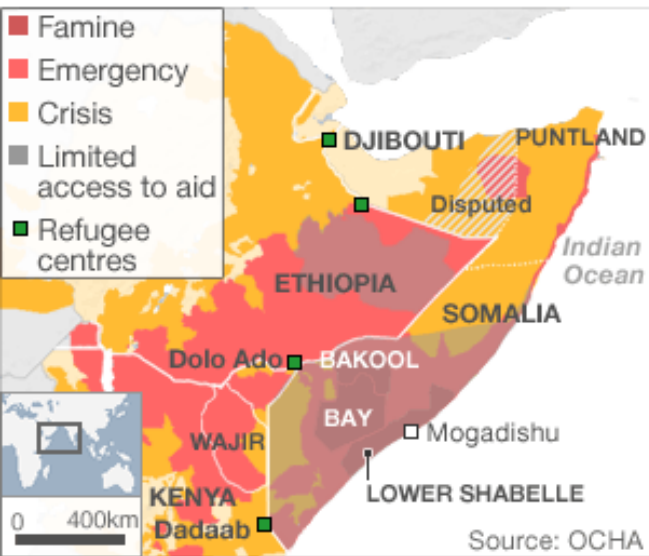 Famine
Emergency
Crisis
Limited
access to aid
Refugee
centres
DJIBOUTI
PUNTLAND
Disputed
Indian
Ocean
ETHIOPIA
SOMALIA
Dolo Ado
BAKOOL
BAY
Mogadishu
WAJIR
LOWER SHABELLE
KENYA
Dadaab
0 400km
Source: OCHA